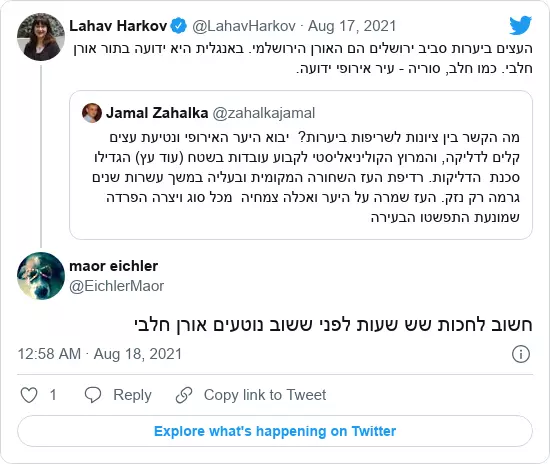 Lahav Harkov @LahavHarkov · Aug 17, 2021
העצים ביערות סביב ירושלים הם האורן הירושלמי. באנגלית היא ידועה בתור אורן
חלבי. כמו חלב, סוריה - עיר אירופי ידועה.
Jamal Zahalka @zahalkajamal
מה הקשר בין ציונות לשריפות ביערות? יבוא היער האירופי ונטיעת עצים
קלים לדליקה, והמרוץ הקוליניאליסטי לקבוע עובדות בשטח (עוד עץ) הגדילו
סכנת הדליקות. רדיפת העז השחורה המקומית ובעליה במשך עשרות שנים
גרמה רק נזק. העז שמרה על היער ואכלה צמחיה מכל סוג ויצרה הפרדה
שמונעת התפשטו הבעירה
maor eichler
@EichlerMaor
חשוב לחכות שש שעות לפני ששוב נוטעים אורן חלבי
12:58 AM · Aug 18, 2021
1 Reply Copy link to Tweet
Explore what's happening on Twitter